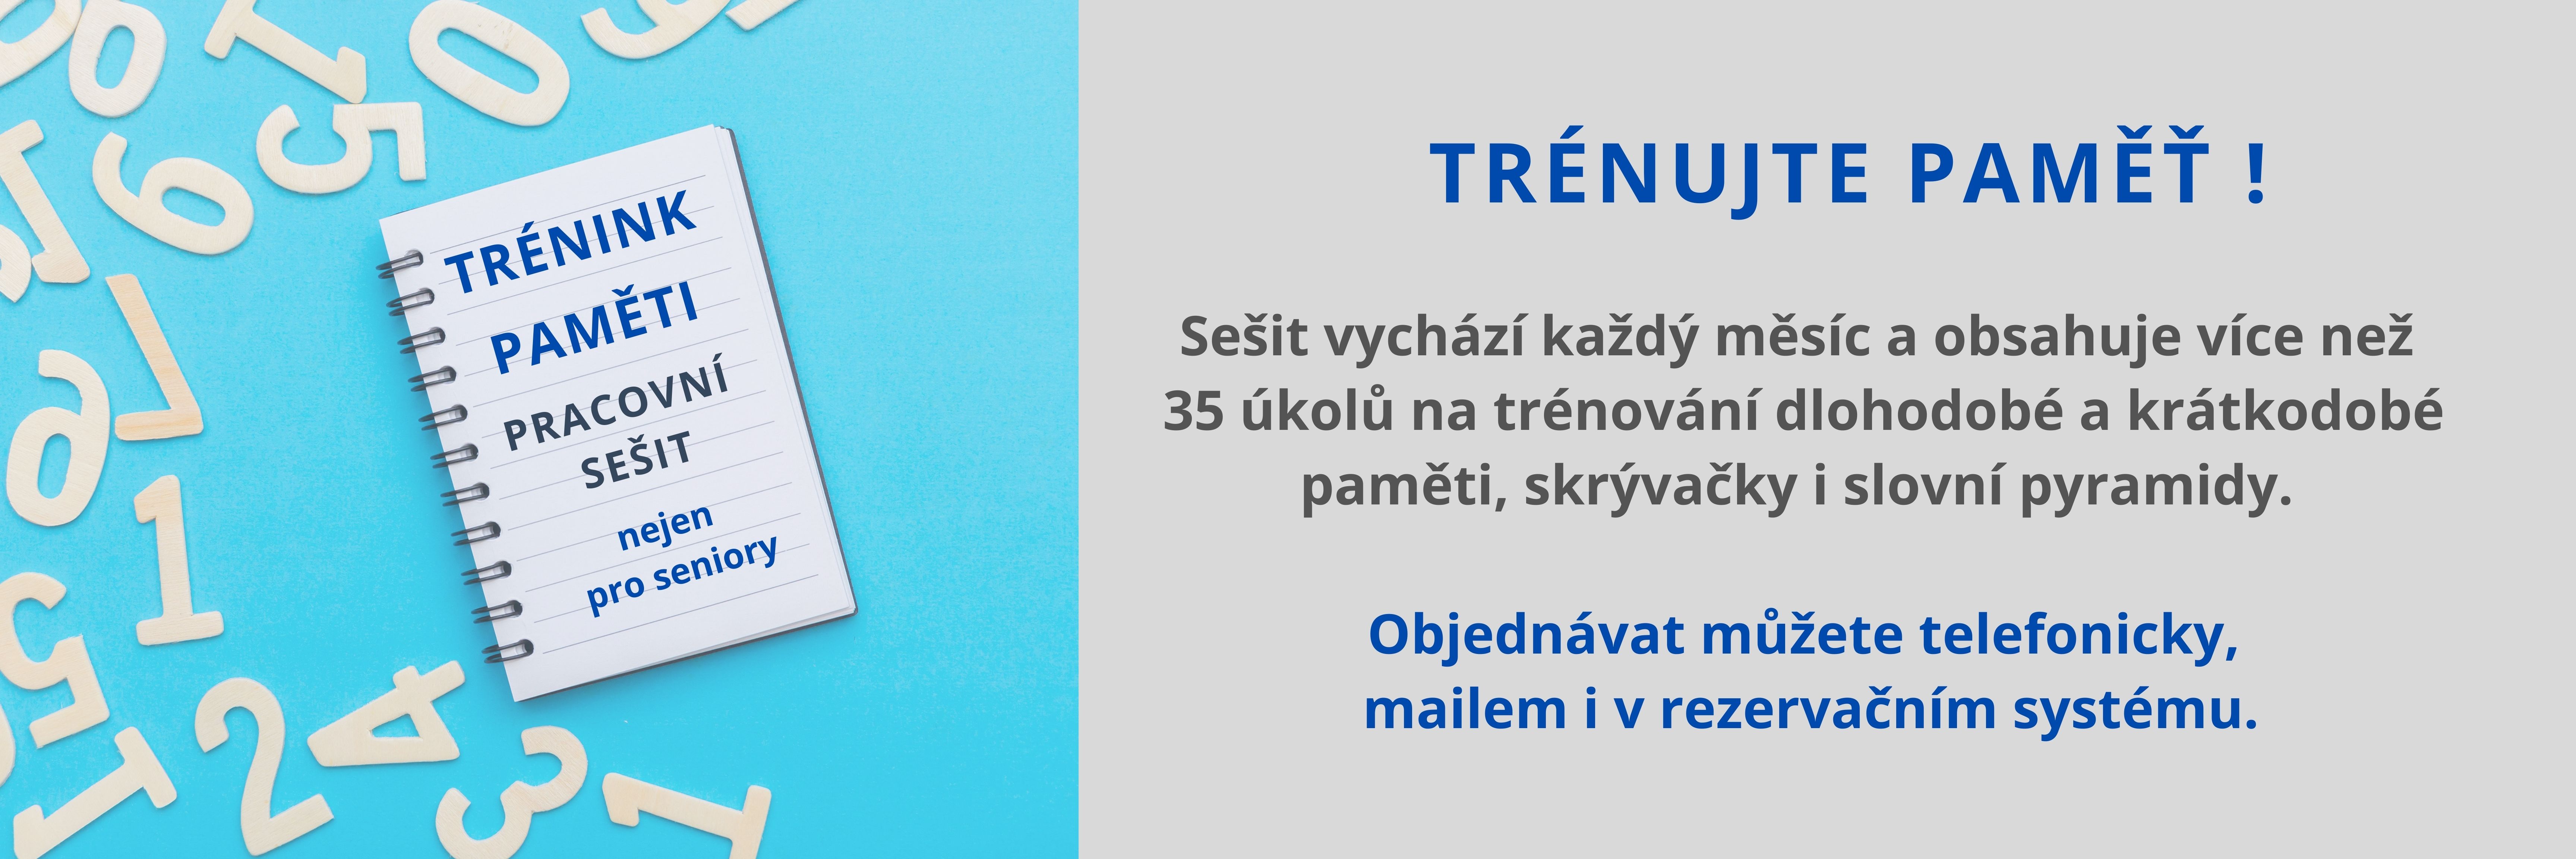 TRÉNINK
PAMĚTI
PRACOVNÍ
SEŠIT
nejen
pro seniory
TRÉNUJTE PAMĚŤ !
Sešit vychází každý měsíc a obsahuje více než
35 úkolů na trénování dlohodobé a krátkodobé
paměti, skrývačky i slovní pyramidy.
Objednávat můžete telefonicky,
mailem i v rezervačním systému.